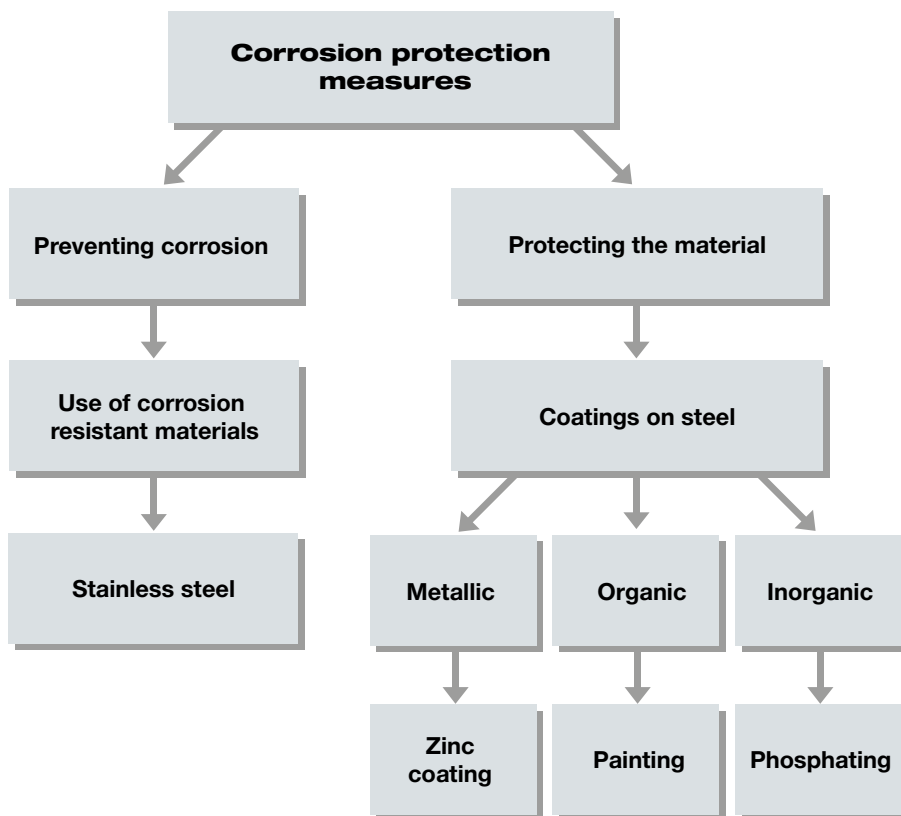 Corrosion protection
measures
Preventing corrosion
Protecting the material
Use of corrosion
resistant materials
Coatings on steel
Stainless steel
Metallic
Organic
Inorganic
Zinc
coating
Painting
Phosphating